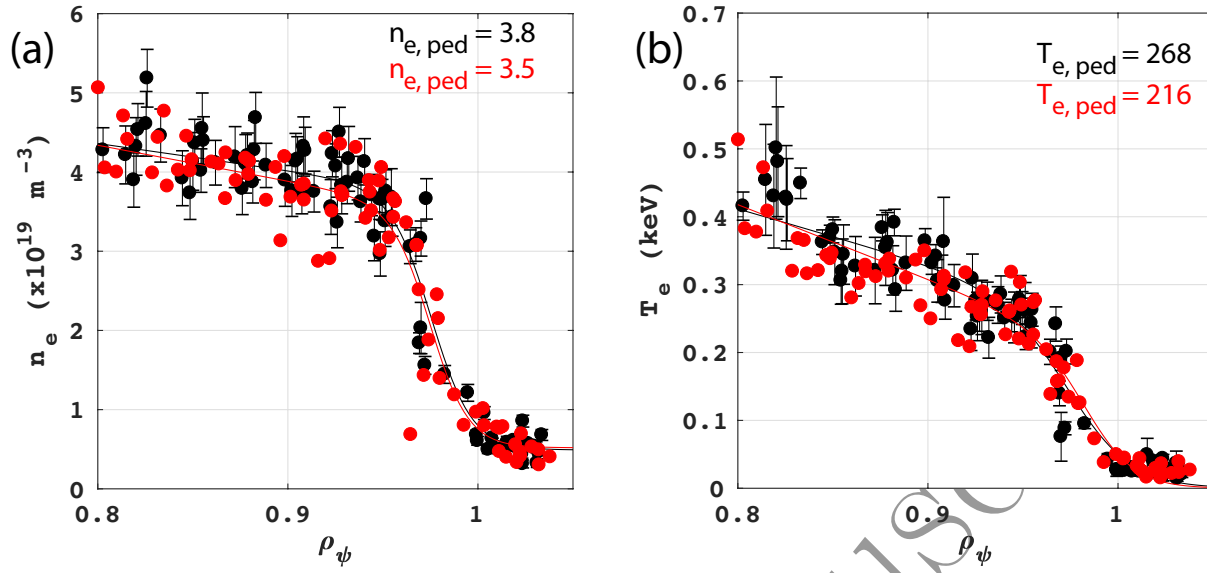 (a)
n_e, ped = 3.8
n_e, ped = 3.5
6
5
4
3
2
1
0
n_e (x10^19 m^-3)
0.8 0.9 1
ρ_ψ
(b)
T_e, ped = 268
T_e, ped = 216
0.7
0.6
0.5
0.4
0.3
0.2
0.1
0
T_e (keV)
0.8 0.9 1
ρ_ψ